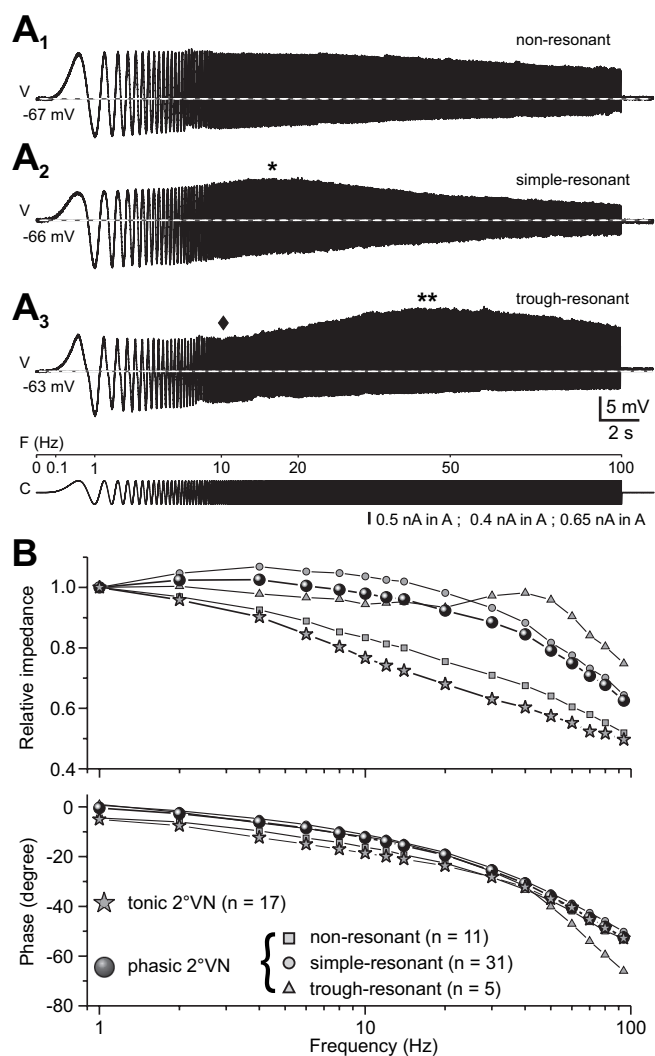 A1
non-resonant
V
-67 mV
A2
*
simple-resonant
V
-66 mV
A3
♦
**
trough-resonant
V
-63 mV
5 mV
2 s
F (Hz)
0 0.1 1 10 20 50 100
C
0.5 nA in A ; 0.4 nA in A ; 0.65 nA in A
B
Relative impedance
1.0
0.8
0.6
0.4
Phase (degree)
0
-20
-40
-60
-80
tonic 2°VN (n = 17)
phasic 2°VN
non-resonant (n = 11)
simple-resonant (n = 31)
trough-resonant (n = 5)
1 10 100
Frequency (Hz)